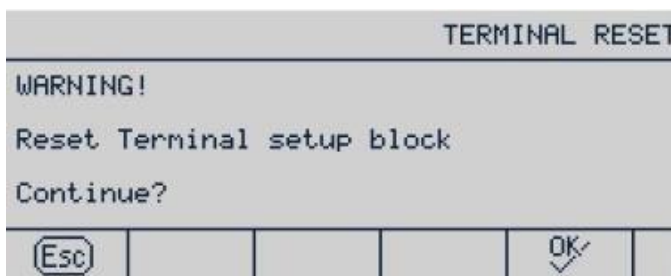 TERMINAL RESET
WARNING!
Reset Terminal setup block
Continue?
Esc OK